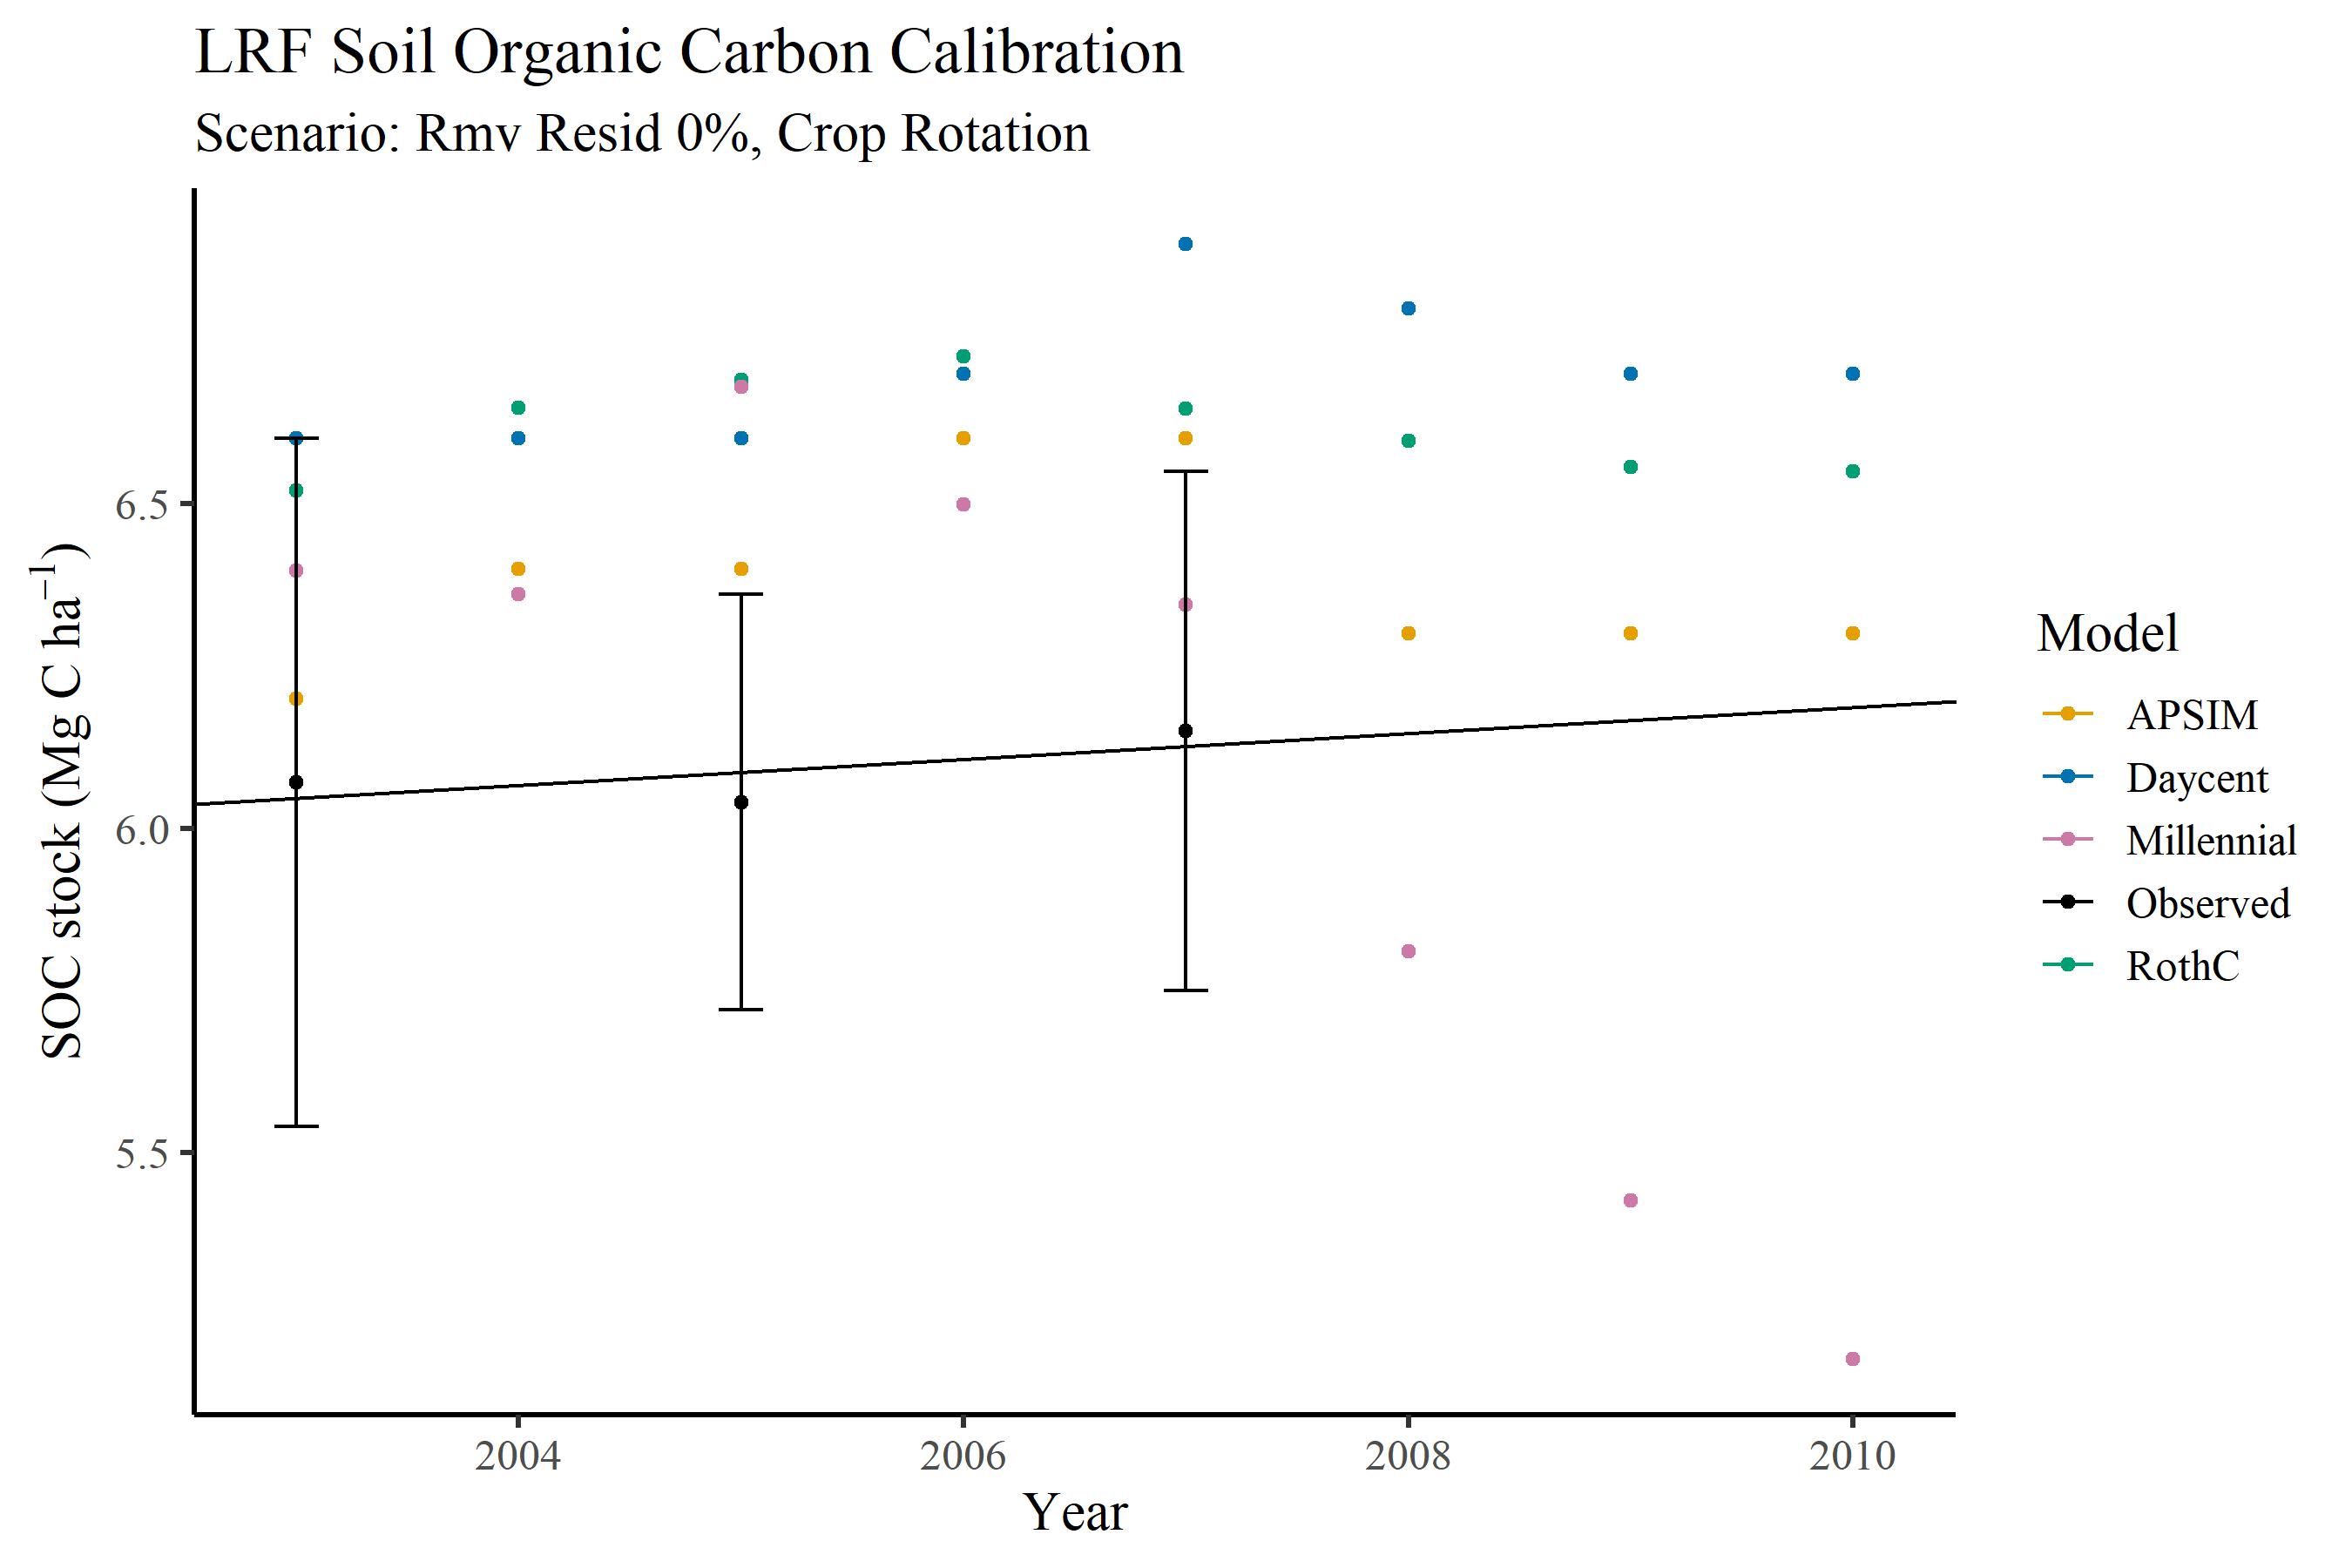 LRF Soil Organic Carbon Calibration
Scenario: Rmv Resid 0%, Crop Rotation
SOC stock (Mg C ha⁻¹)
6.5
6.0
5.5
2004 2006 2008 2010
Year
Model
APSIM
Daycent
Millennial
Observed
RothC